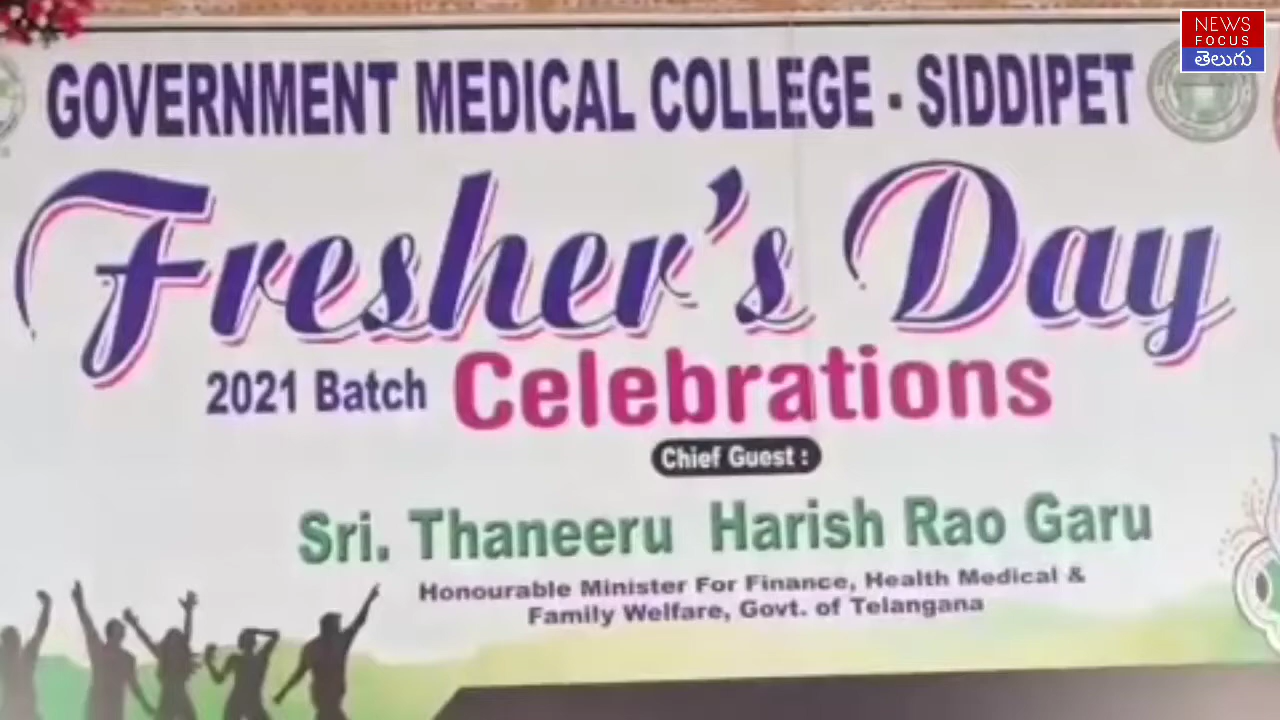 NEWS
FOCUS
తెలుగు
GOVERNMENT MEDICAL COLLEGE - SIDDIPET
Fresher's Day
2021 Batch Celebrations
Chief Guest :
Sri. Thaneeru Harish Rao Garu
Honourable Minister For Finance, Health Medical &
Family Welfare, Govt. of Telangana